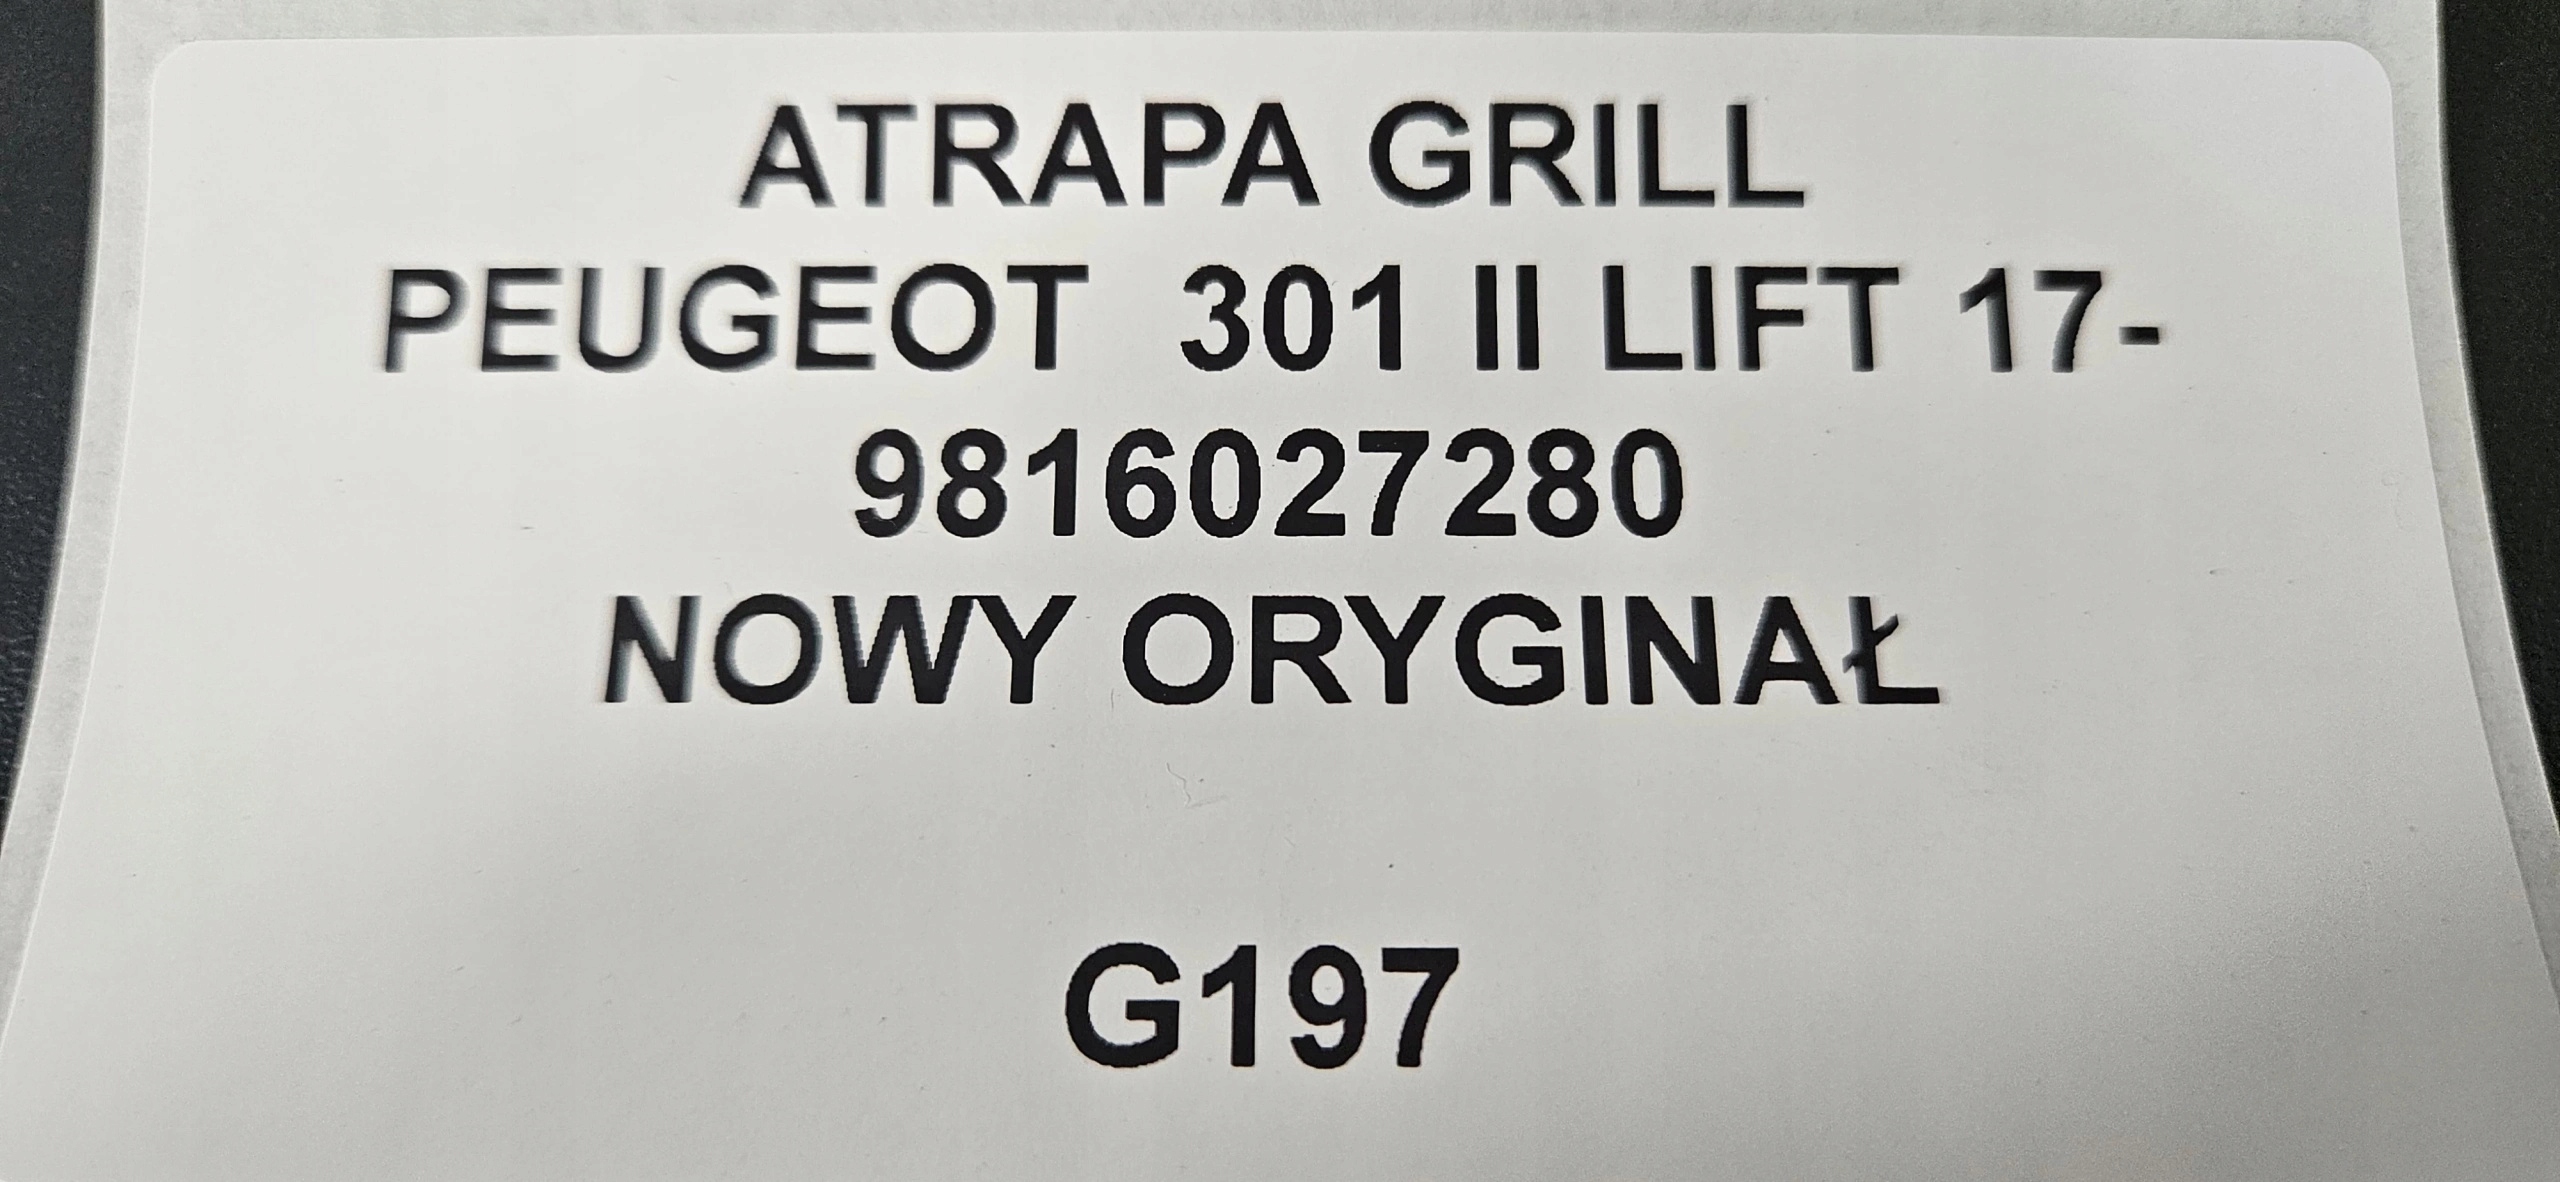 ATRAPA GRILL
PEUGEOT 301 II LIFT 17-
9816027280
NOWY ORYGINAŁ
G197